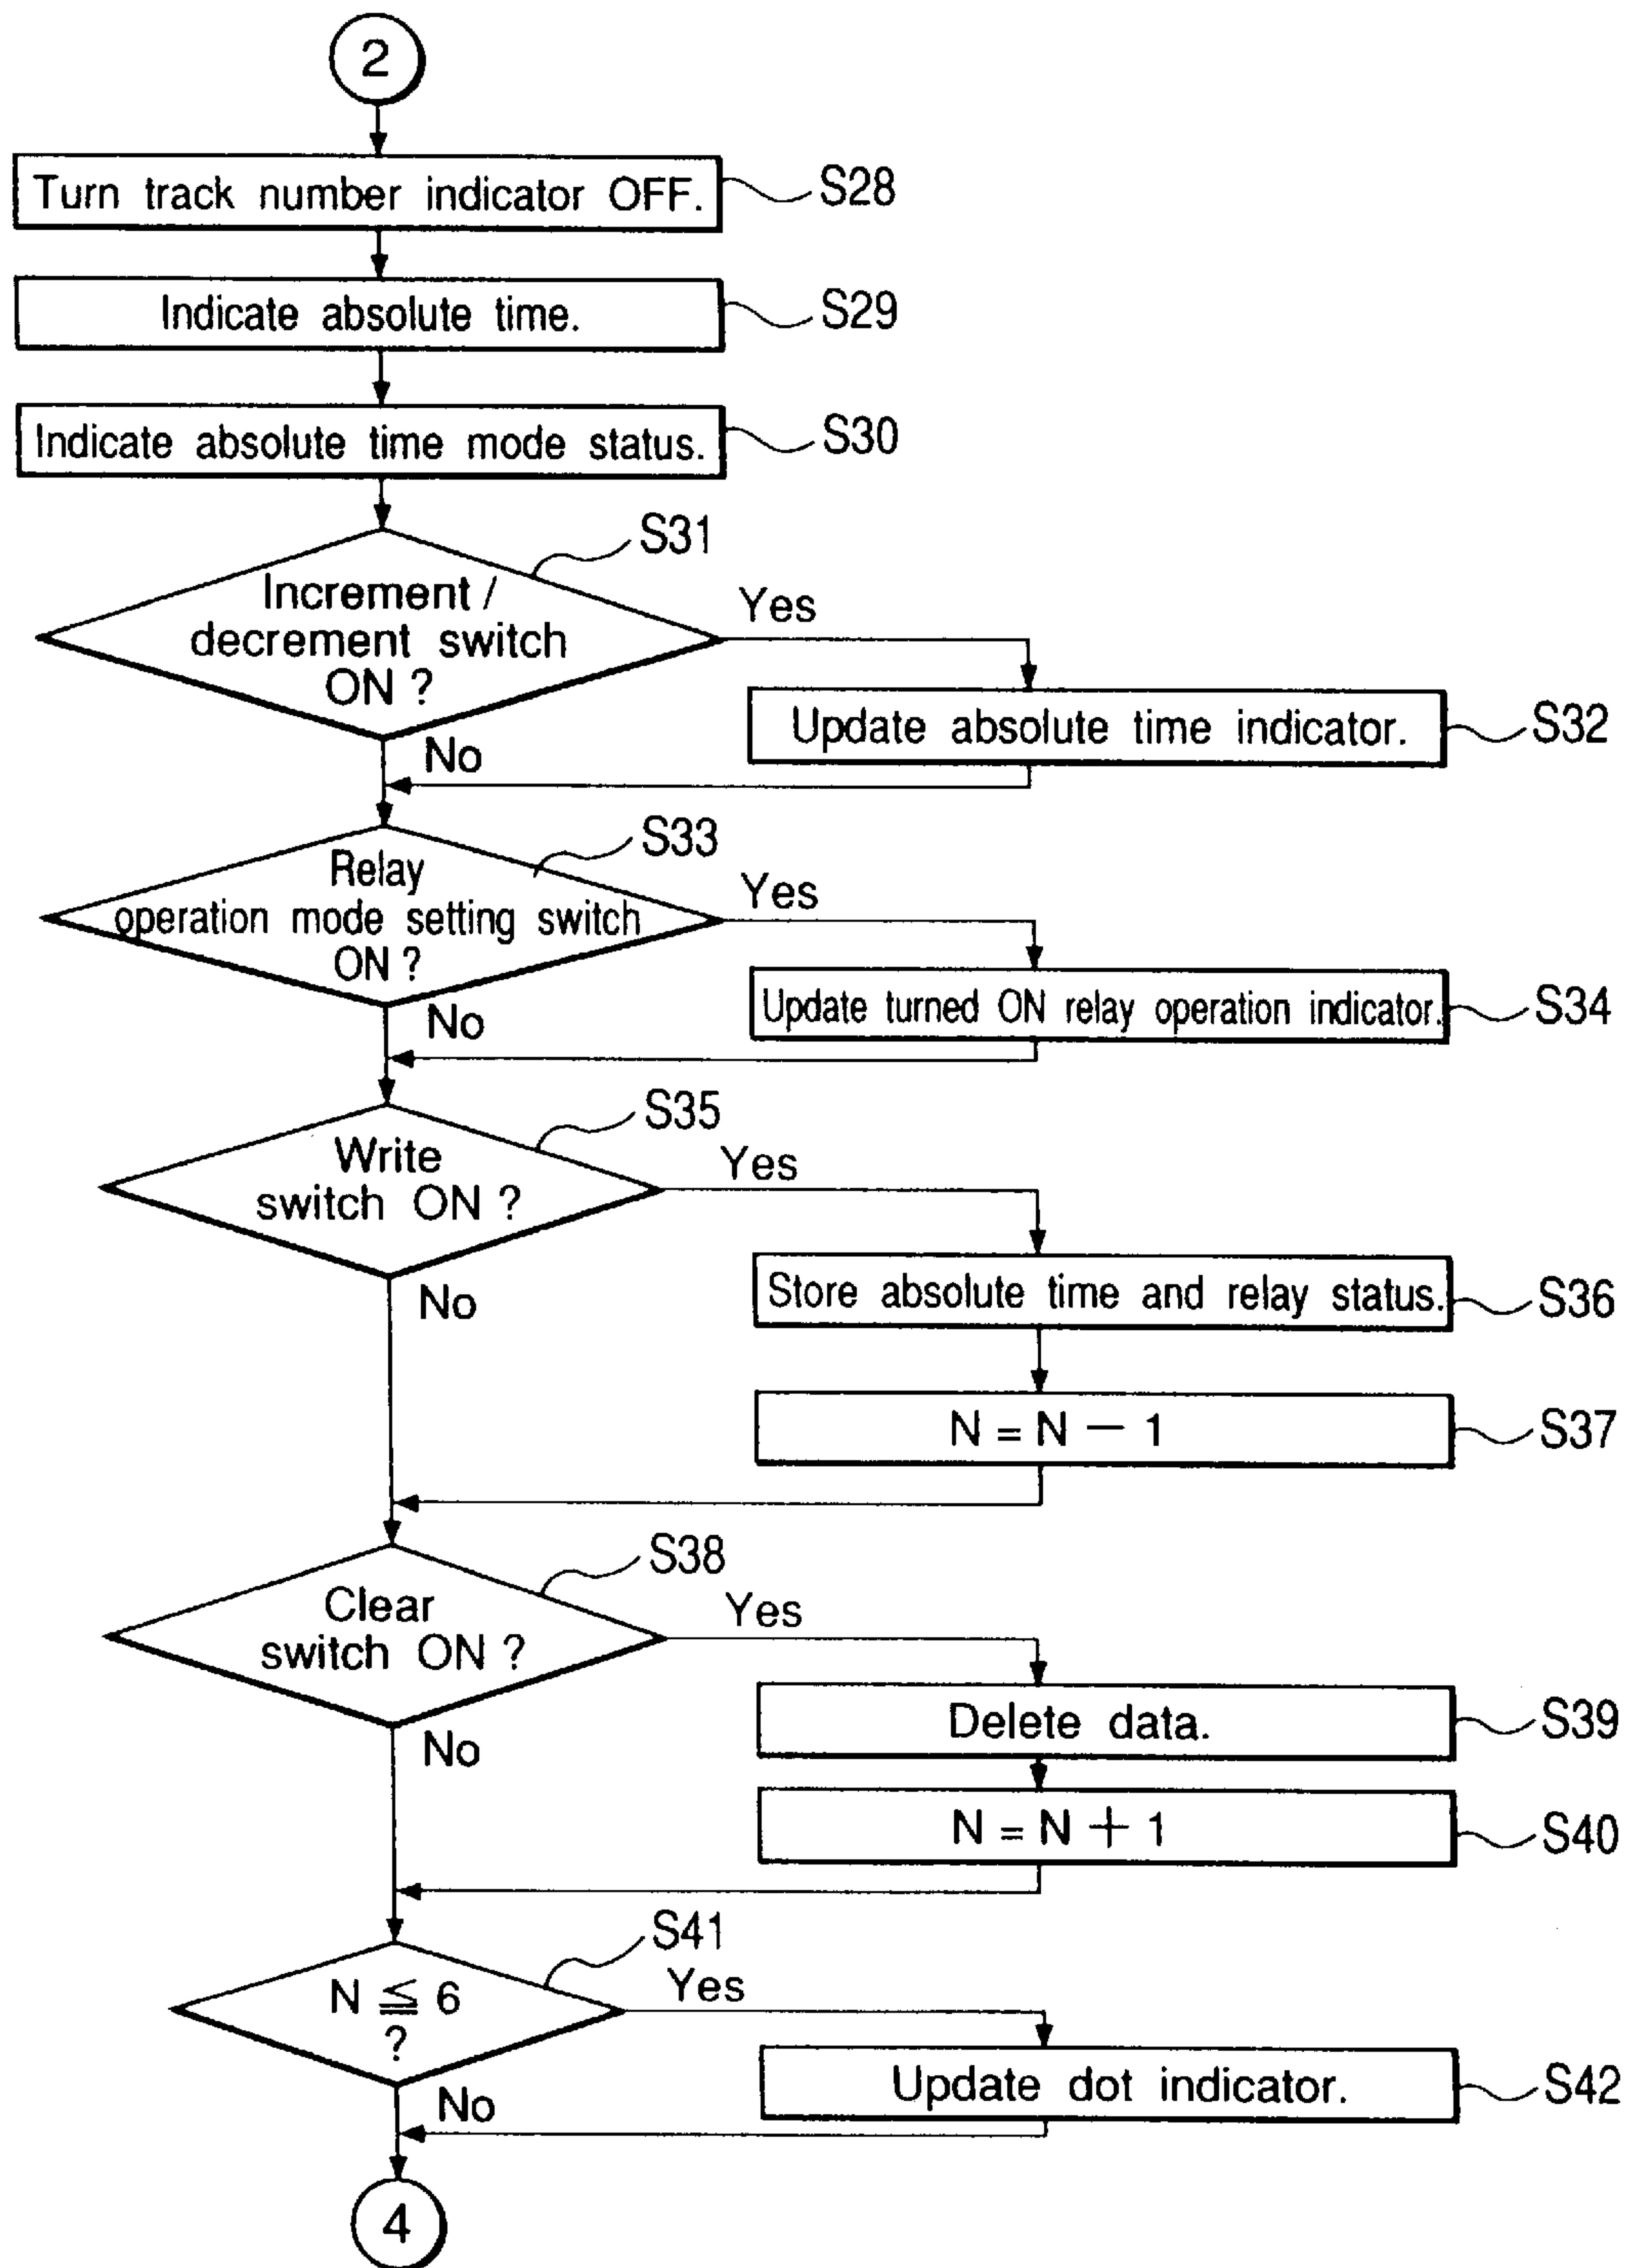 2
Turn track number indicator OFF.
S28
Indicate absolute time.
S29
Indicate absolute time mode status.
S30
S31
Increment /
decrement switch
ON ?
Yes
No
Update absolute time indicator.
S32
S33
Relay
operation mode setting switch
ON ?
Yes
No
Update turned ON relay operation indicator.
S34
S35
Write
switch ON ?
Yes
No
Store absolute time and relay status.
S36
N = N − 1
S37
S38
Clear
switch ON ?
Yes
No
Delete data.
S39
N = N + 1
S40
S41
N ≦ 6
?
Yes
No
Update dot indicator.
S42
4